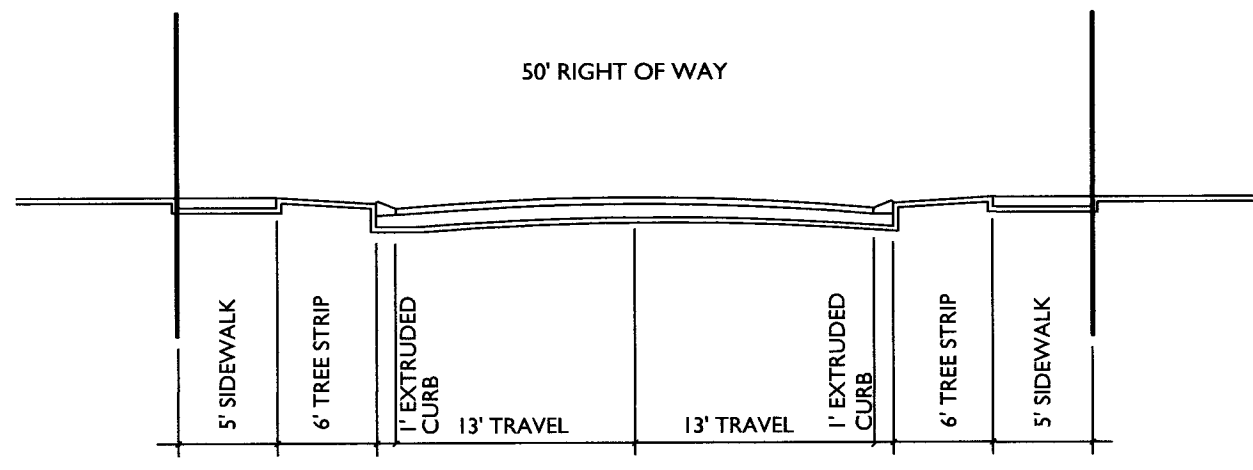 50' RIGHT OF WAY
5' SIDEWALK
6' TREE STRIP
1' EXTRUDED
CURB
13' TRAVEL
13' TRAVEL
1' EXTRUDED
CURB
6' TREE STRIP
5' SIDEWALK